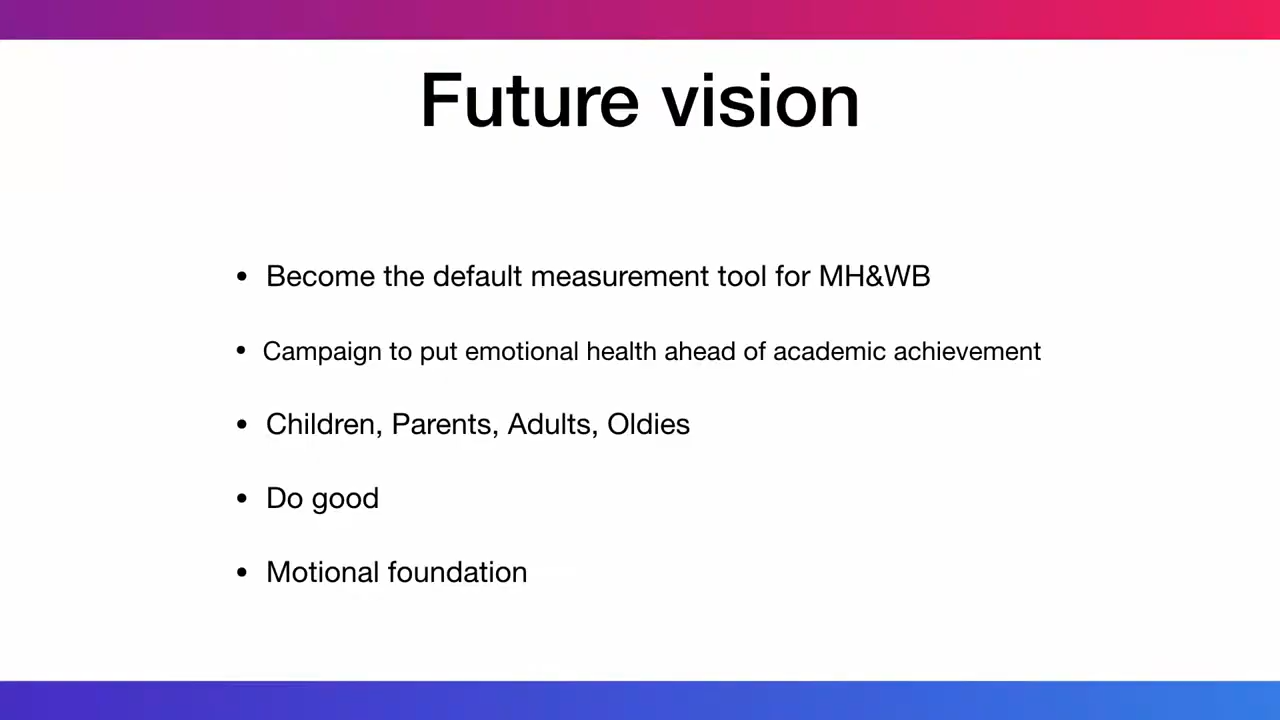 Future vision
• Become the default measurement tool for MH&WB
• Campaign to put emotional health ahead of academic achievement
• Children, Parents, Adults, Oldies
• Do good
• Motional foundation